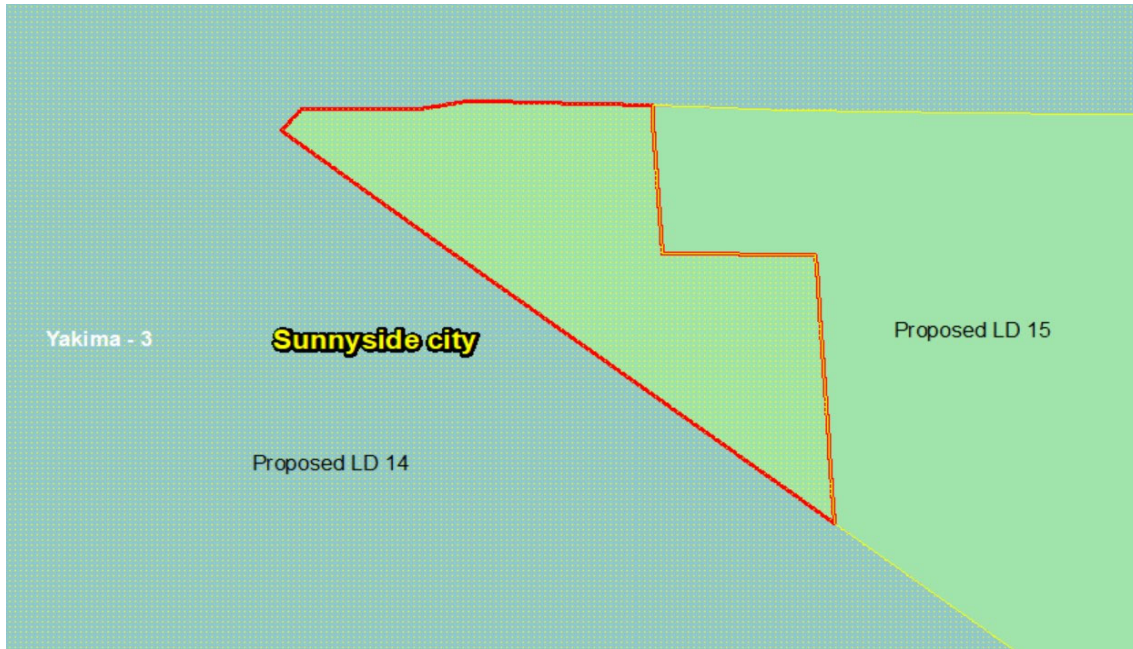 Yakima - 3
Sunnyside city
Proposed LD 15
Proposed LD 14